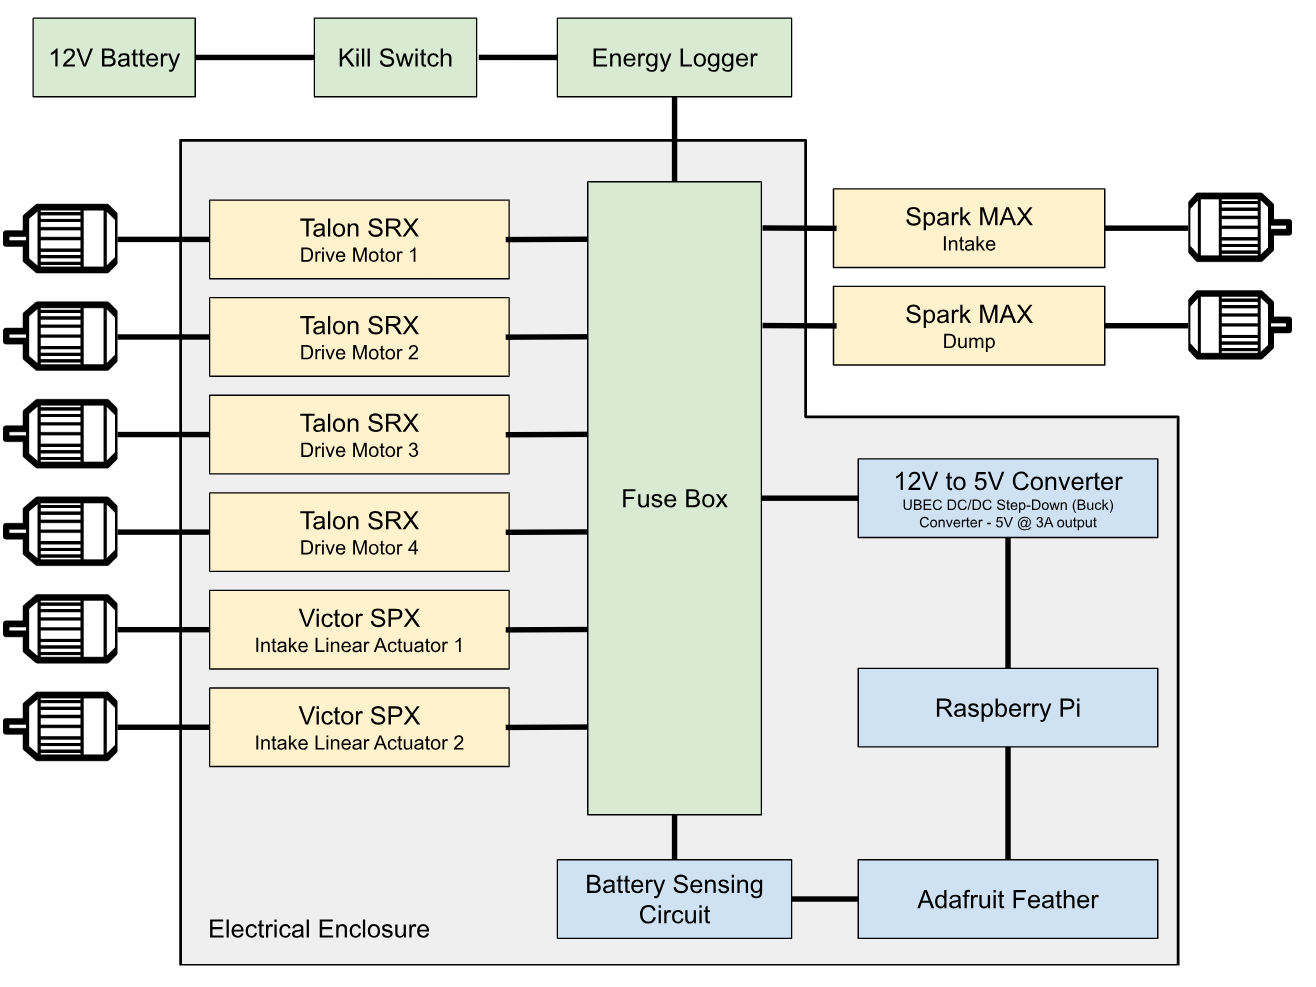 12V Battery
Kill Switch
Energy Logger
Talon SRX
Drive Motor 1
Talon SRX
Drive Motor 2
Talon SRX
Drive Motor 3
Talon SRX
Drive Motor 4
Victor SPX
Intake Linear Actuator 1
Victor SPX
Intake Linear Actuator 2
Fuse Box
Spark MAX
Intake
Spark MAX
Dump
12V to 5V Converter
UBEC DC/DC Step-Down (Buck)
Converter - 5V @ 3A output
Raspberry Pi
Battery Sensing
Circuit
Adafruit Feather
Electrical Enclosure